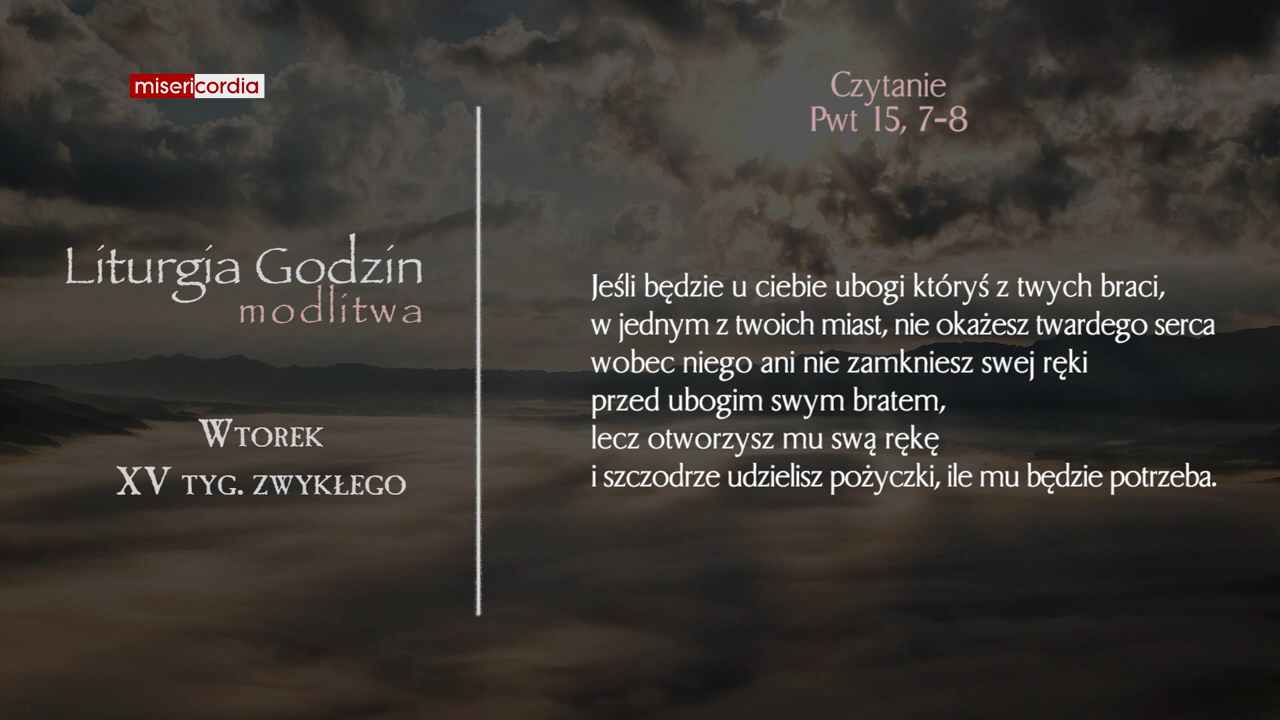 misericordia
Liturgia Godzin
modlitwa
Wtorek
XV tyg. zwykłego
Czytanie
Pwt 15, 7-8
Jeśli będzie u ciebie ubogi któryś z twych braci,
w jednym z twoich miast, nie okażesz twardego serca
wobec niego ani nie zamkniesz swej ręki
przed ubogim swym bratem,
lecz otworzysz mu swą rękę
i szczodrze udzielisz pożyczki, ile mu będzie potrzeba.